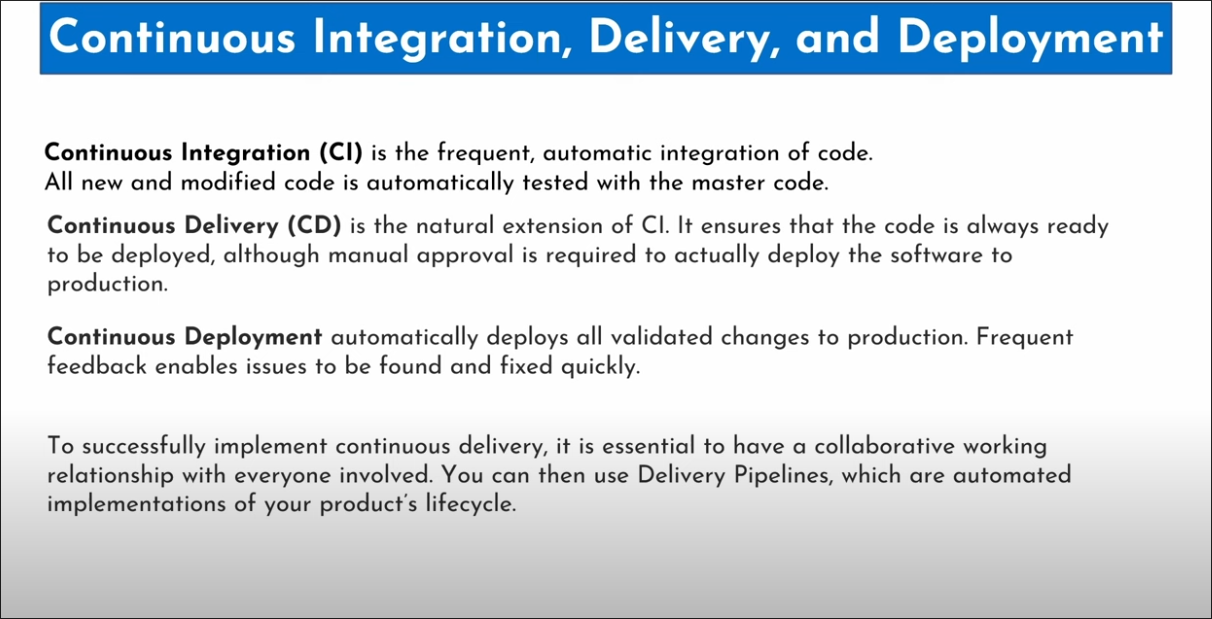 Continuous Integration, Delivery, and Deployment
Continuous Integration (CI) is the frequent, automatic integration of code.
All new and modified code is automatically tested with the master code.
Continuous Delivery (CD) is the natural extension of CI. It ensures that the code is always ready
to be deployed, although manual approval is required to actually deploy the software to
production.
Continuous Deployment automatically deploys all validated changes to production. Frequent
feedback enables issues to be found and fixed quickly.
To successfully implement continuous delivery, it is essential to have a collaborative working
relationship with everyone involved. You can then use Delivery Pipelines, which are automated
implementations of your product's lifecycle.